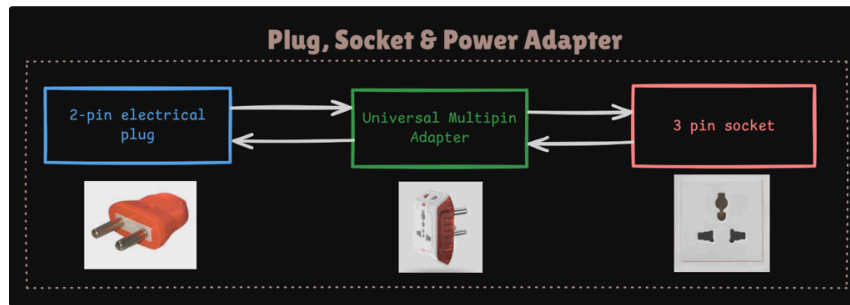 Plug, Socket & Power Adapter
2-pin electrical
plug
Universal Multipin
Adapter
3 pin socket